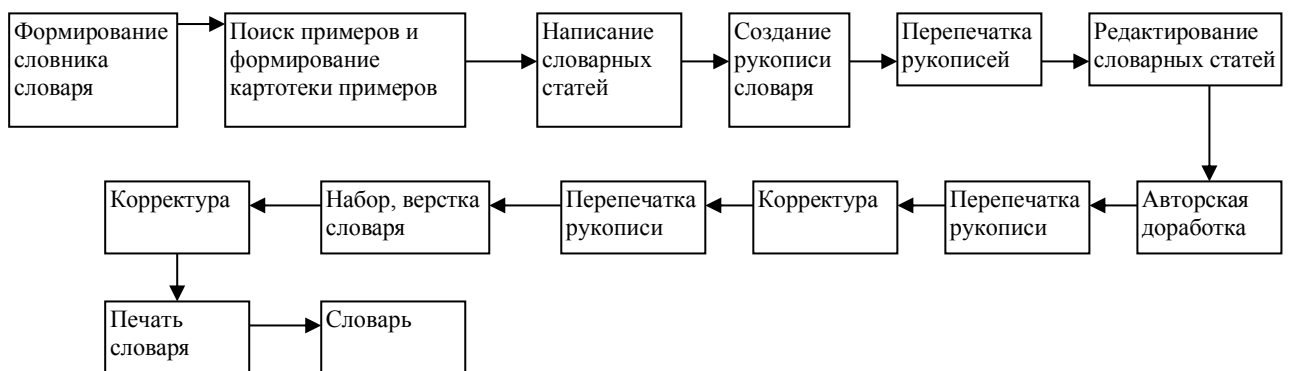 Формирование
словника
словаря
Поиск примеров и
формирование
картотеки примеров
Написание
словарных
статей
Создание
рукописи
словаря
Перепечатка
рукописей
Редактирование
словарных статей
Авторская
доработка
Перепечатка
рукописи
Корректура
Перепечатка
рукописи
Набор, верстка
словаря
Корректура
Печать
словаря
Словарь